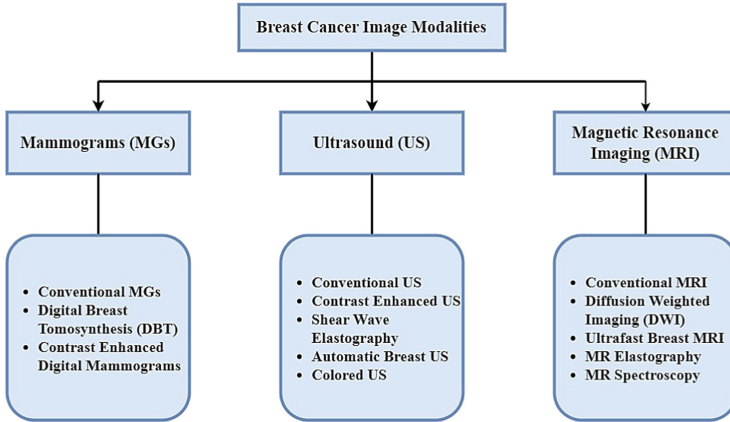 Breast Cancer Image Modalities
Mammograms (MGs)
Ultrasound (US)
Magnetic Resonance
Imaging (MRI)
• Conventional MGs
• Digital Breast
Tomosynthesis (DBT)
• Contrast Enhanced
Digital Mammograms
• Conventional US
• Contrast Enhanced US
• Shear Wave
Elastography
• Automatic Breast US
• Colored US
• Conventional MRI
• Diffusion Weighted
Imaging (DWI)
• Ultrafast Breast MRI
• MR Elastography
• MR Spectroscopy